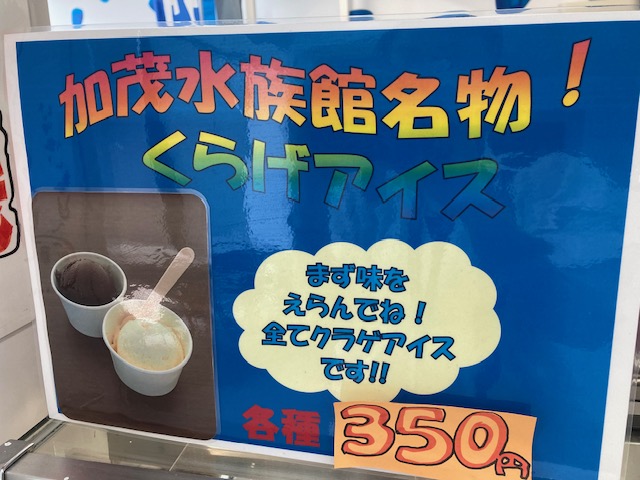 加茂水族館名物！
くらげアイス
まず味を
えらんでね！
全てクラゲアイス
です!!
各種 350円